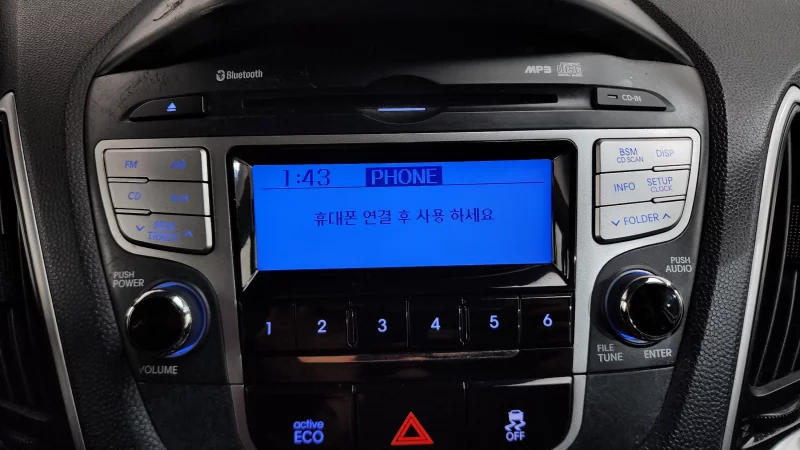 Bluetooth
MP3
CD-IN
FM
CD
BSM
CD SCAN
DISP
INFO
SETUP
CLOCK
FOLDER
1:43 PHONE
휴대폰 연결 후 사용 하세요
PUSH
POWER
VOLUME
PUSH
AUDIO
FILE
TUNE
ENTER
1 2 3 4 5 6
active
ECO
OFF